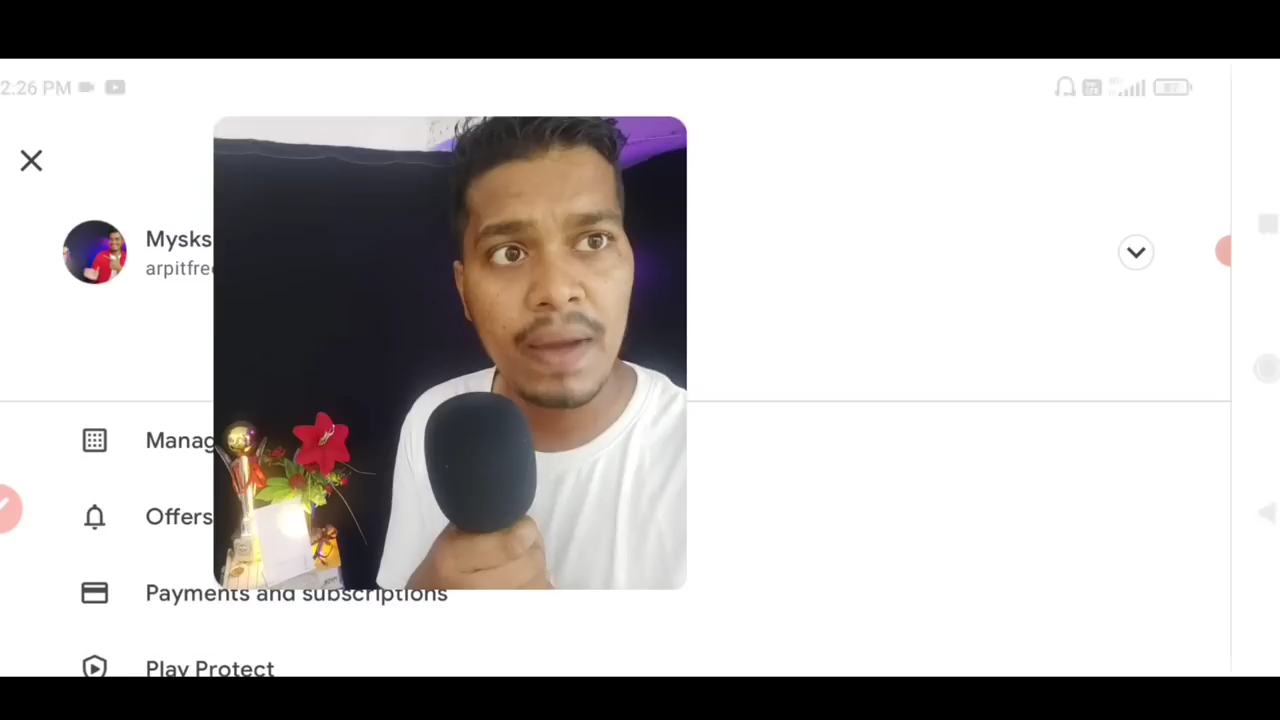 2:26 PM
Mysks
arpitfre
Manag
Offers
Payments and subscriptions
Play Protect